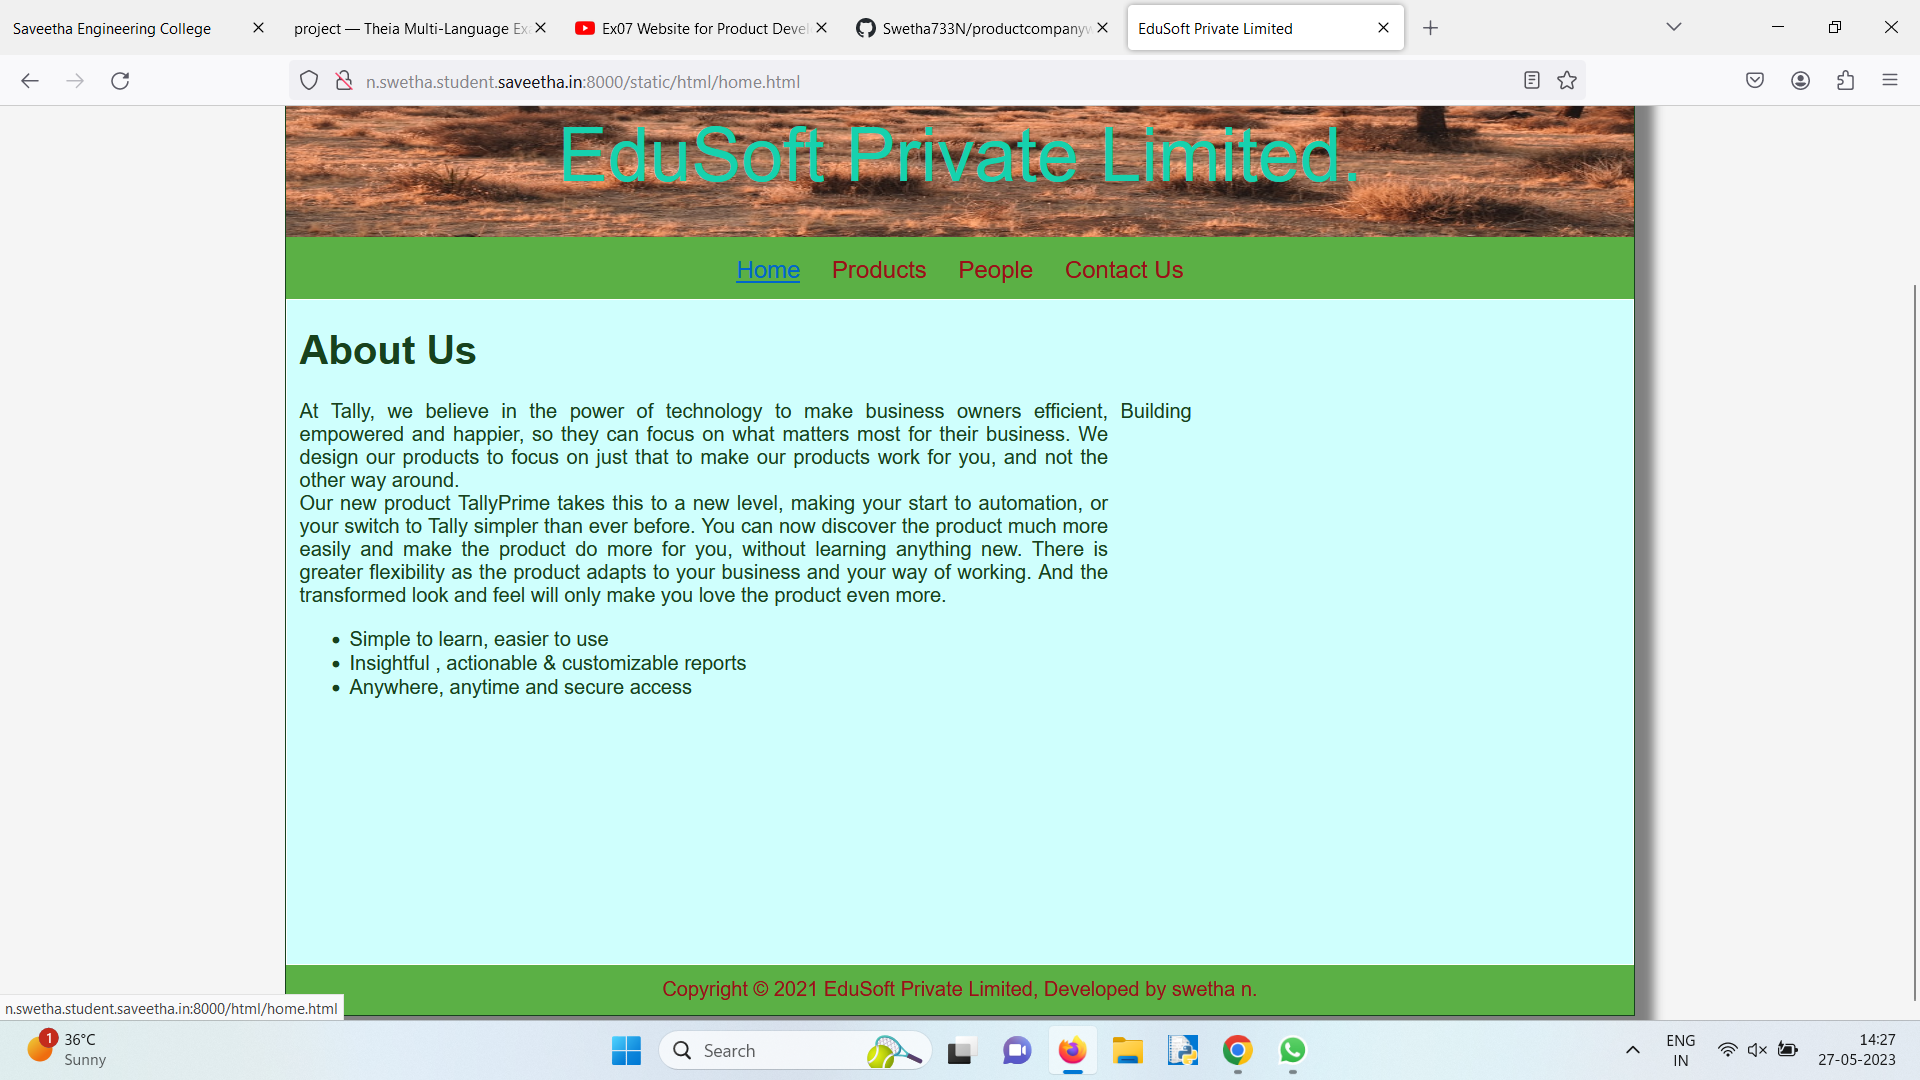 Saveetha Engineering College
project — Theia Multi-Language Ex
Ex07 Website for Product Devel
Swetha733N/productcompanyw
EduSoft Private Limited
n.swetha.student.saveetha.in:8000/static/html/home.html
EduSoft Private Limited.
Home Products People Contact Us
About Us
At Tally, we believe in the power of technology to make business owners efficient,
empowered and happier, so they can focus on what matters most for their business. We
design our products to focus on just that to make our products work for you, and not the
other way around.
Our new product TallyPrime takes this to a new level, making your start to automation, or
your switch to Tally simpler than ever before. You can now discover the product much more
easily and make the product do more for you, without learning anything new. There is
greater flexibility as the product adapts to your business and your way of working. And the
transformed look and feel will only make you love the product even more.
Building
• Simple to learn, easier to use
• Insightful , actionable & customizable reports
• Anywhere, anytime and secure access
Copyright © 2021 EduSoft Private Limited, Developed by swetha n.
n.swetha.student.saveetha.in:8000/html/home.html
1
36°C
Sunny
Search
ENG
IN
14:27
27-05-2023